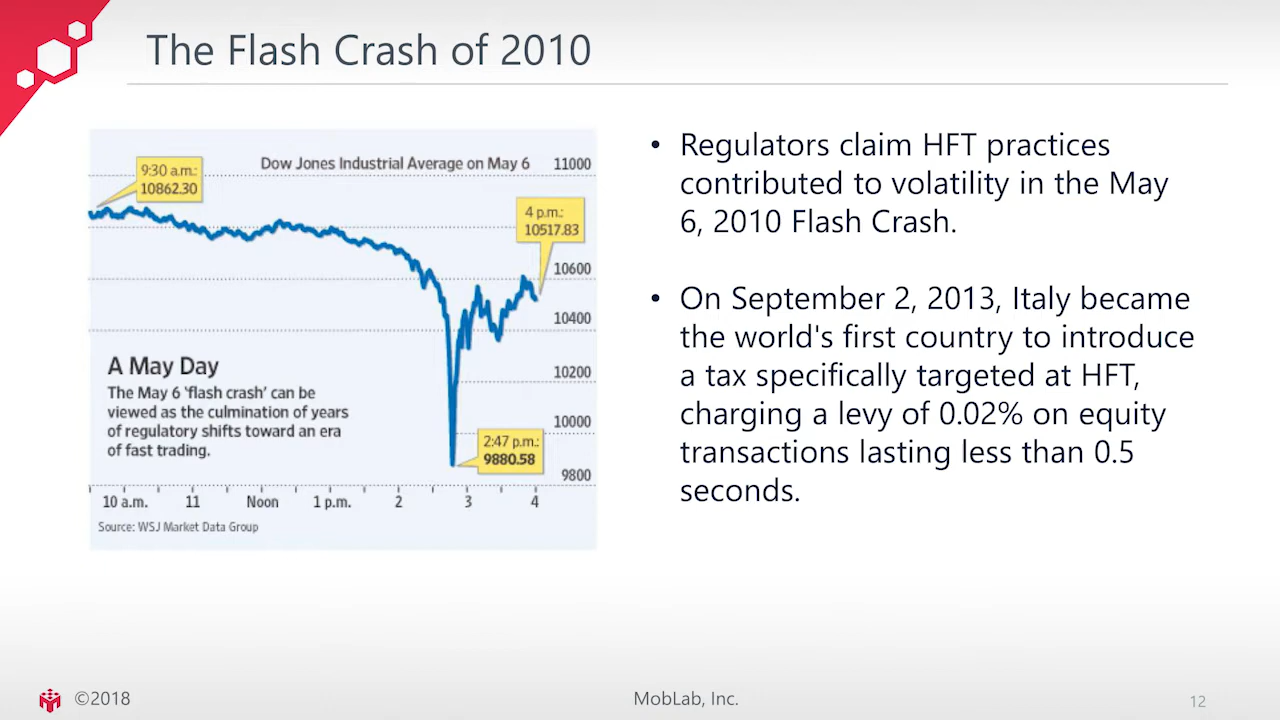 The Flash Crash of 2010
Dow Jones Industrial Average on May 6
9:30 a.m.:
10862.30
4 p.m.:
10517.83
2:47 p.m.:
9880.58
11000
10600
10400
10200
10000
9800
A May Day
The May 6 'flash crash' can be
viewed as the culmination of years
of regulatory shifts toward an era
of fast trading.
10 a.m. 11 Noon 1 p.m. 2 3 4
Source: WSJ Market Data Group
• Regulators claim HFT practices
contributed to volatility in the May
6, 2010 Flash Crash.
• On September 2, 2013, Italy became
the world's first country to introduce
a tax specifically targeted at HFT,
charging a levy of 0.02% on equity
transactions lasting less than 0.5
seconds.
©2018
MobLab, Inc.
12